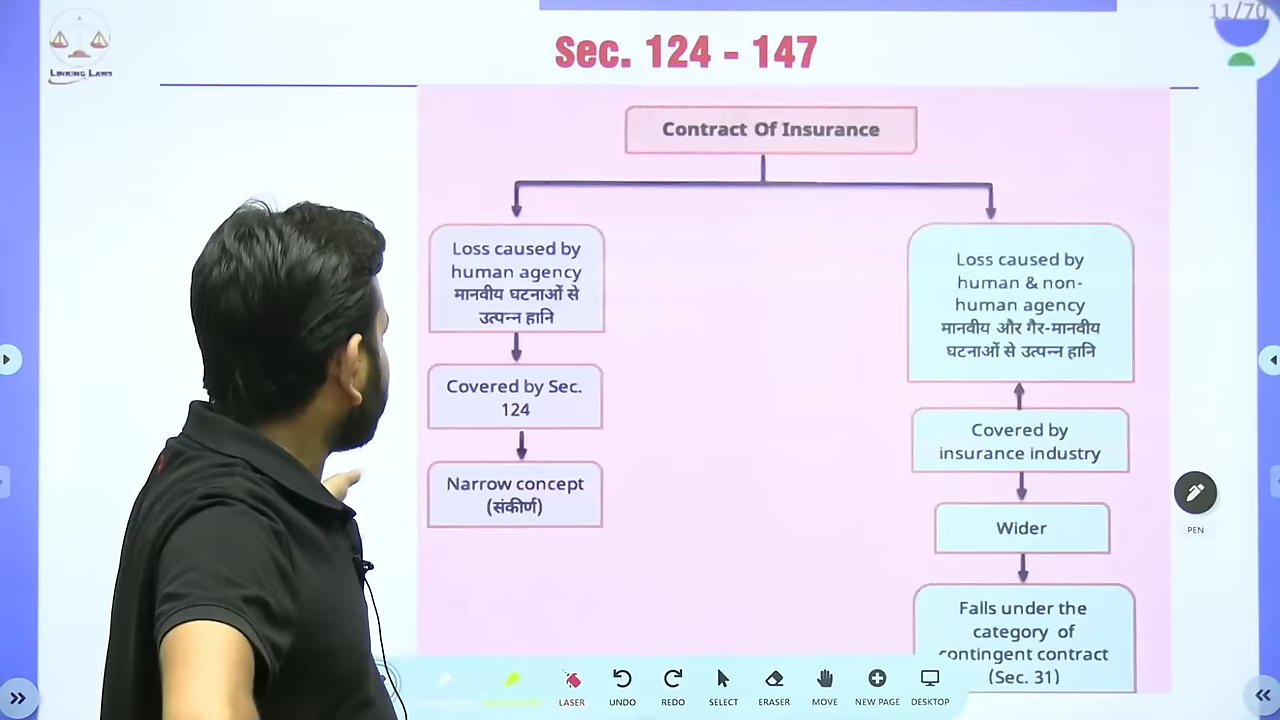 11/70
LINKING LAWS
Sec. 124 - 147
Contract Of Insurance
Loss caused by
human agency
मानवीय घटनाओं से
उत्पन्न हानि
Covered by Sec.
124
Narrow concept
(संकीर्ण)
Loss caused by
human & non-
human agency
मानवीय और गैर-मानवीय
घटनाओं से उत्पन्न हानि
Covered by
insurance industry
Wider
Falls under the
category of
contingent contract
(Sec. 31)
PEN
LASER
UNDO
REDO
SELECT
ERASER
MOVE
NEW PAGE
DESKTOP